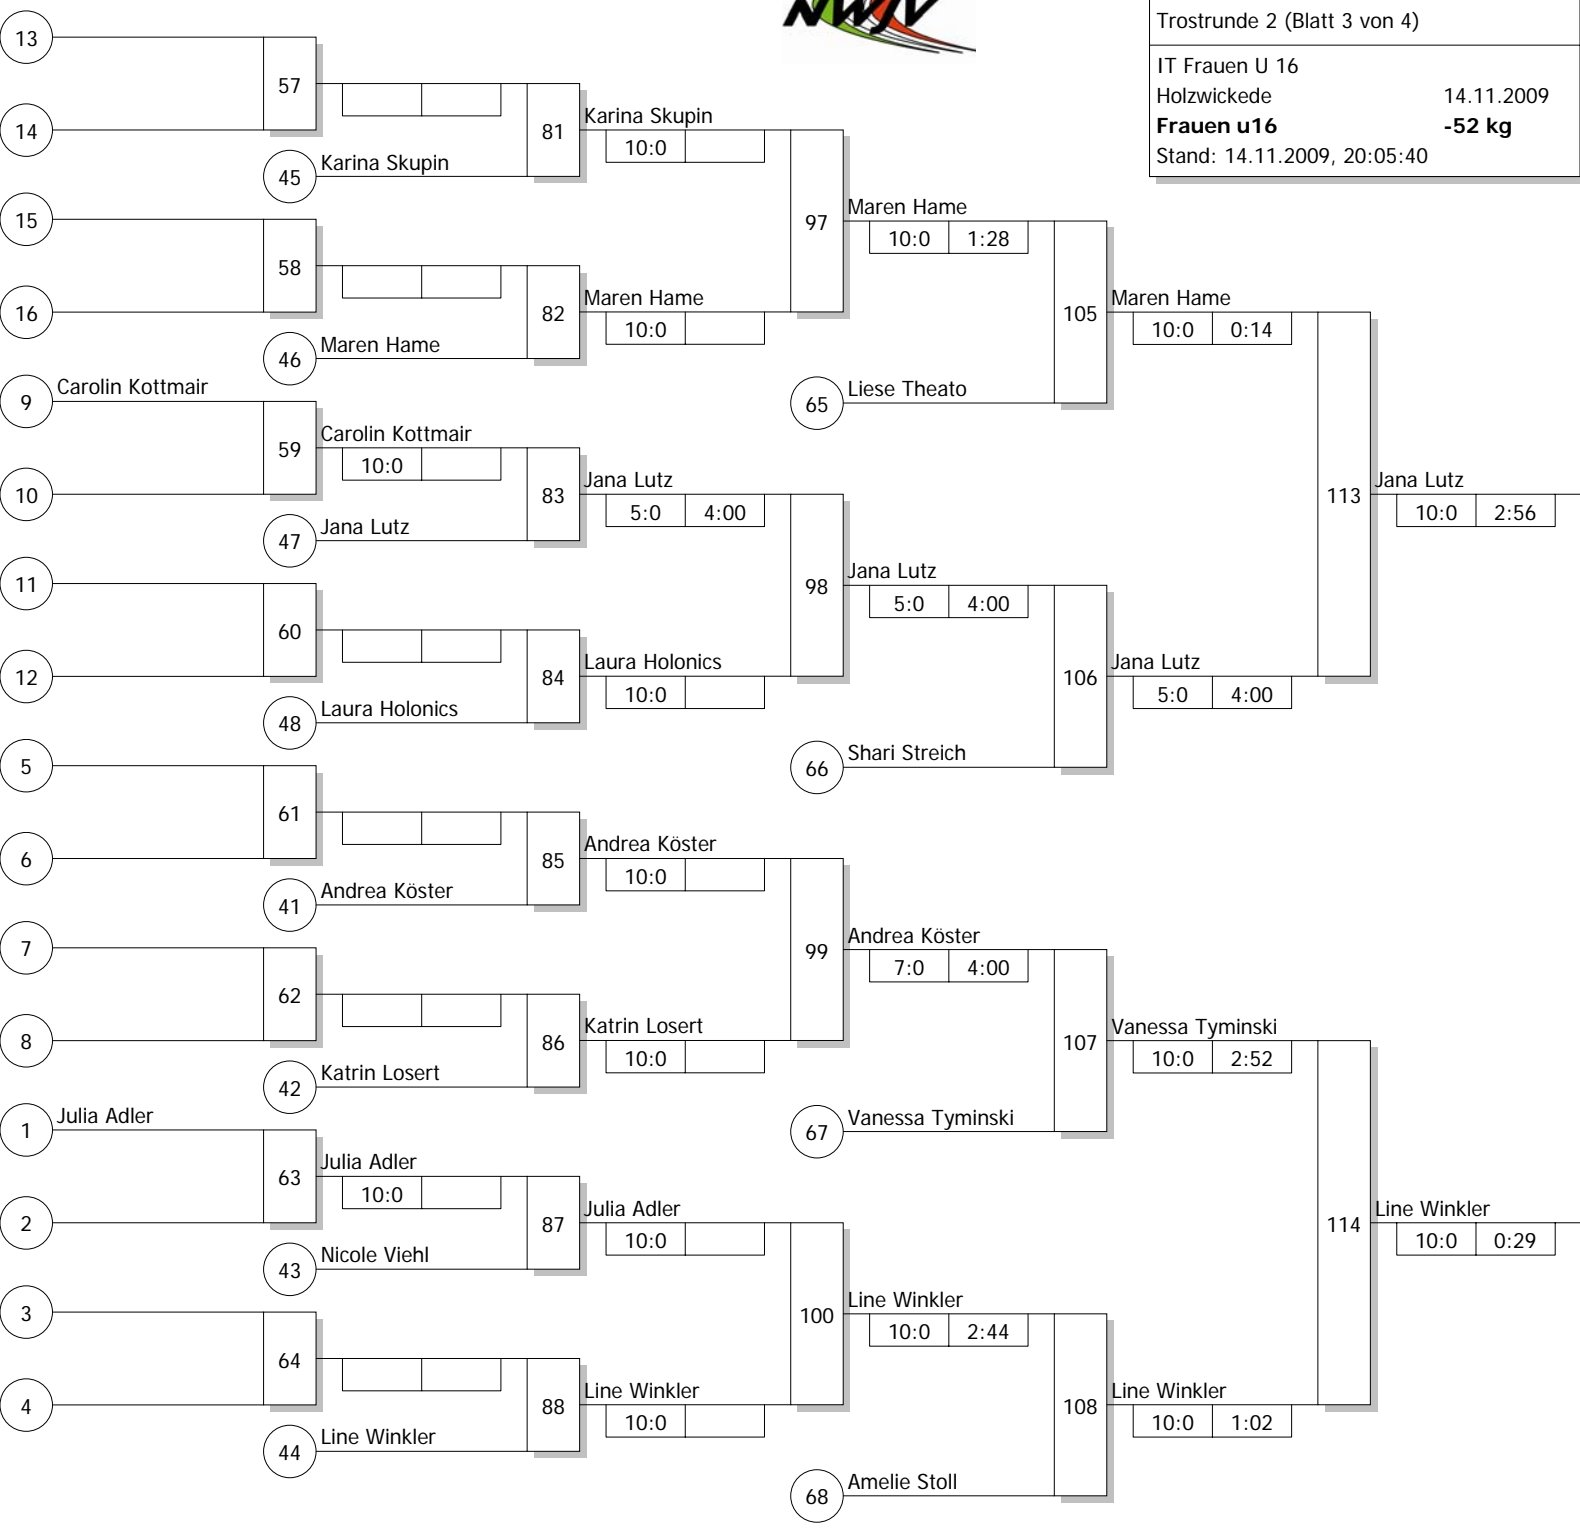 NWJV
Trostrunde 2 (Blatt 3 von 4)
IT Frauen U 16
Holzwickede 14.11.2009
Frauen u16 -52 kg
Stand: 14.11.2009, 20:05:40
13
57
14
81
Karina Skupin
10:0
45
Karina Skupin
15
97
Maren Hame
10:0 1:28
58
16
82
Maren Hame
10:0
105
Maren Hame
10:0 0:14
46
Maren Hame
9
Carolin Kottmair
65
Liese Theato
59
Carolin Kottmair
10:0
10
83
Jana Lutz
5:0 4:00
113
Jana Lutz
10:0 2:56
47
Jana Lutz
11
98
Jana Lutz
5:0 4:00
60
12
84
Laura Holonics
10:0
106
Jana Lutz
5:0 4:00
48
Laura Holonics
5
66
Shari Streich
61
6
85
Andrea Köster
10:0
41
Andrea Köster
7
99
Andrea Köster
7:0 4:00
62
8
86
Katrin Losert
10:0
107
Vanessa Tyminski
10:0 2:52
42
Katrin Losert
1
Julia Adler
67
Vanessa Tyminski
63
Julia Adler
10:0
2
87
Julia Adler
10:0
114
Line Winkler
10:0 0:29
43
Nicole Viehl
3
100
Line Winkler
10:0 2:44
64
4
88
Line Winkler
10:0
108
Line Winkler
10:0 1:02
44
Line Winkler
68
Amelie Stoll